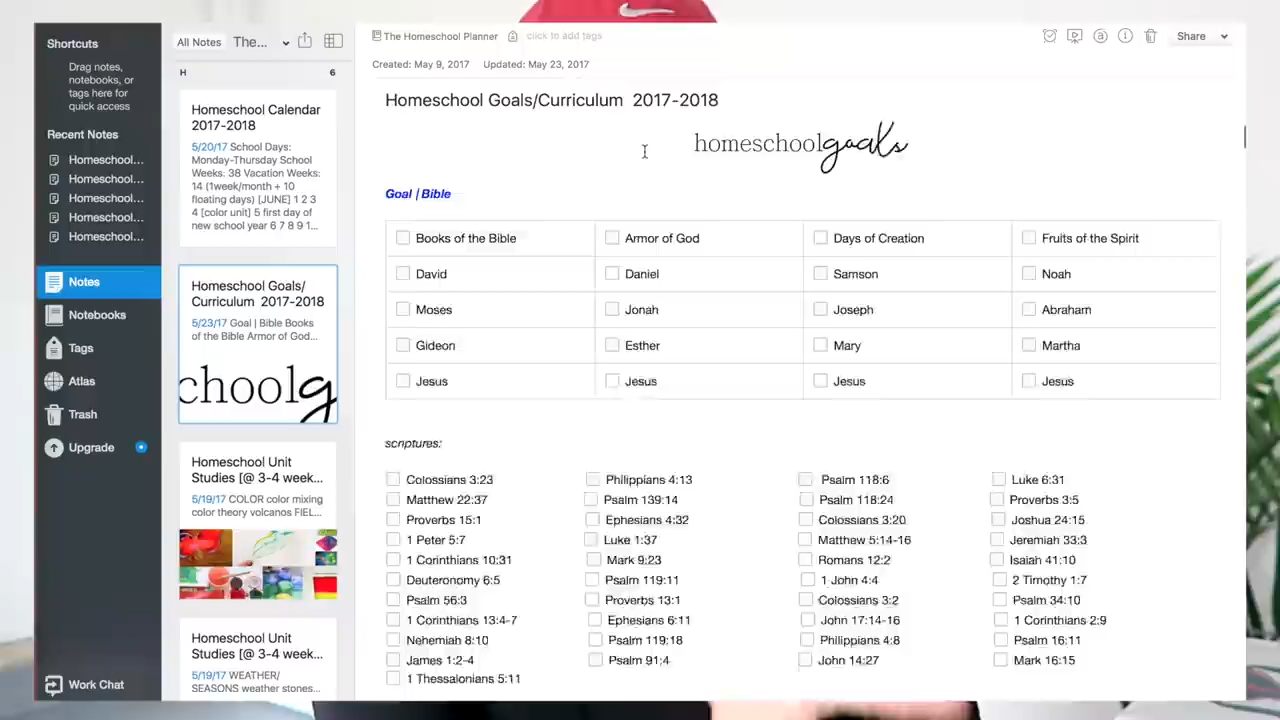 Shortcuts
Drag notes,
notebooks, or
tags here for
quick access
Recent Notes
Homeschool...
Homeschool...
Homeschool...
Homeschool...
Homeschool...
Notes
Notebooks
Tags
Atlas
Trash
Upgrade
Work Chat
All Notes The...
H 6
Homeschool Calendar
2017-2018
5/20/17 School Days:
Monday-Thursday School
Weeks: 38 Vacation Weeks:
14 (1week/month + 10
floating days) [JUNE] 1 2 3
4 [color unit] 5 first day of
new school year 6 7 8 9 1...
Homeschool Goals/
Curriculum 2017-2018
5/23/17 Goal | Bible Books
of the Bible Armor of God...
choolg
Homeschool Unit
Studies [@ 3-4 week...
5/19/17 COLOR color mixing
color theory volcanos FIEL...
Homeschool Unit
Studies [@ 3-4 week...
5/19/17 WEATHER/
SEASONS weather stones...
The Homeschool Planner click to add tags
Share
Created: May 9, 2017 Updated: May 23, 2017
Homeschool Goals/Curriculum 2017-2018
homeschoolgoals
Goal | Bible
Books of the Bible Armor of God Days of Creation Fruits of the Spirit
David Daniel Samson Noah
Moses Jonah Joseph Abraham
Gideon Esther Mary Martha
Jesus Jesus Jesus Jesus
scriptures:
Colossians 3:23 Philippians 4:13 Psalm 118:6 Luke 6:31
Matthew 22:37 Psalm 139:14 Psalm 118:24 Proverbs 3:5
Proverbs 15:1 Ephesians 4:32 Colossians 3:20 Joshua 24:15
1 Peter 5:7 Luke 1:37 Matthew 5:14-16 Jeremiah 33:3
1 Corinthians 10:31 Mark 9:23 Romans 12:2 Isaiah 41:10
Deuteronomy 6:5 Psalm 119:11 1 John 4:4 2 Timothy 1:7
Psalm 56:3 Proverbs 13:1 Colossians 3:2 Psalm 34:10
1 Corinthians 13:4-7 Ephesians 6:11 John 17:14-16 1 Corinthians 2:9
Nehemiah 8:10 Psalm 119:18 Philippians 4:8 Psalm 16:11
James 1:2-4 Psalm 91:4 John 14:27 Mark 16:15
1 Thessalonians 5:11